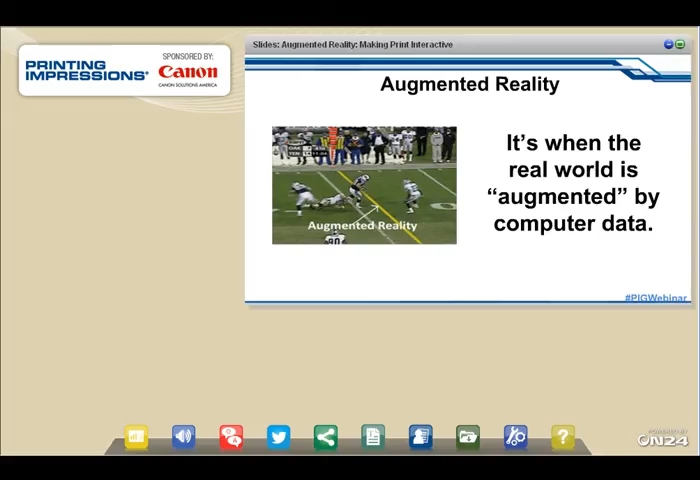 Slides: Augmented Reality: Making Print Interactive
PRINTING
IMPRESSIONS®
SPONSORED BY:
Canon
CANON SOLUTIONS AMERICA
Augmented Reality
It's when the
real world is
“augmented” by
computer data.
Augmented Reality
#PIGWebinar
Q
A
?
POWERED BY
ON24